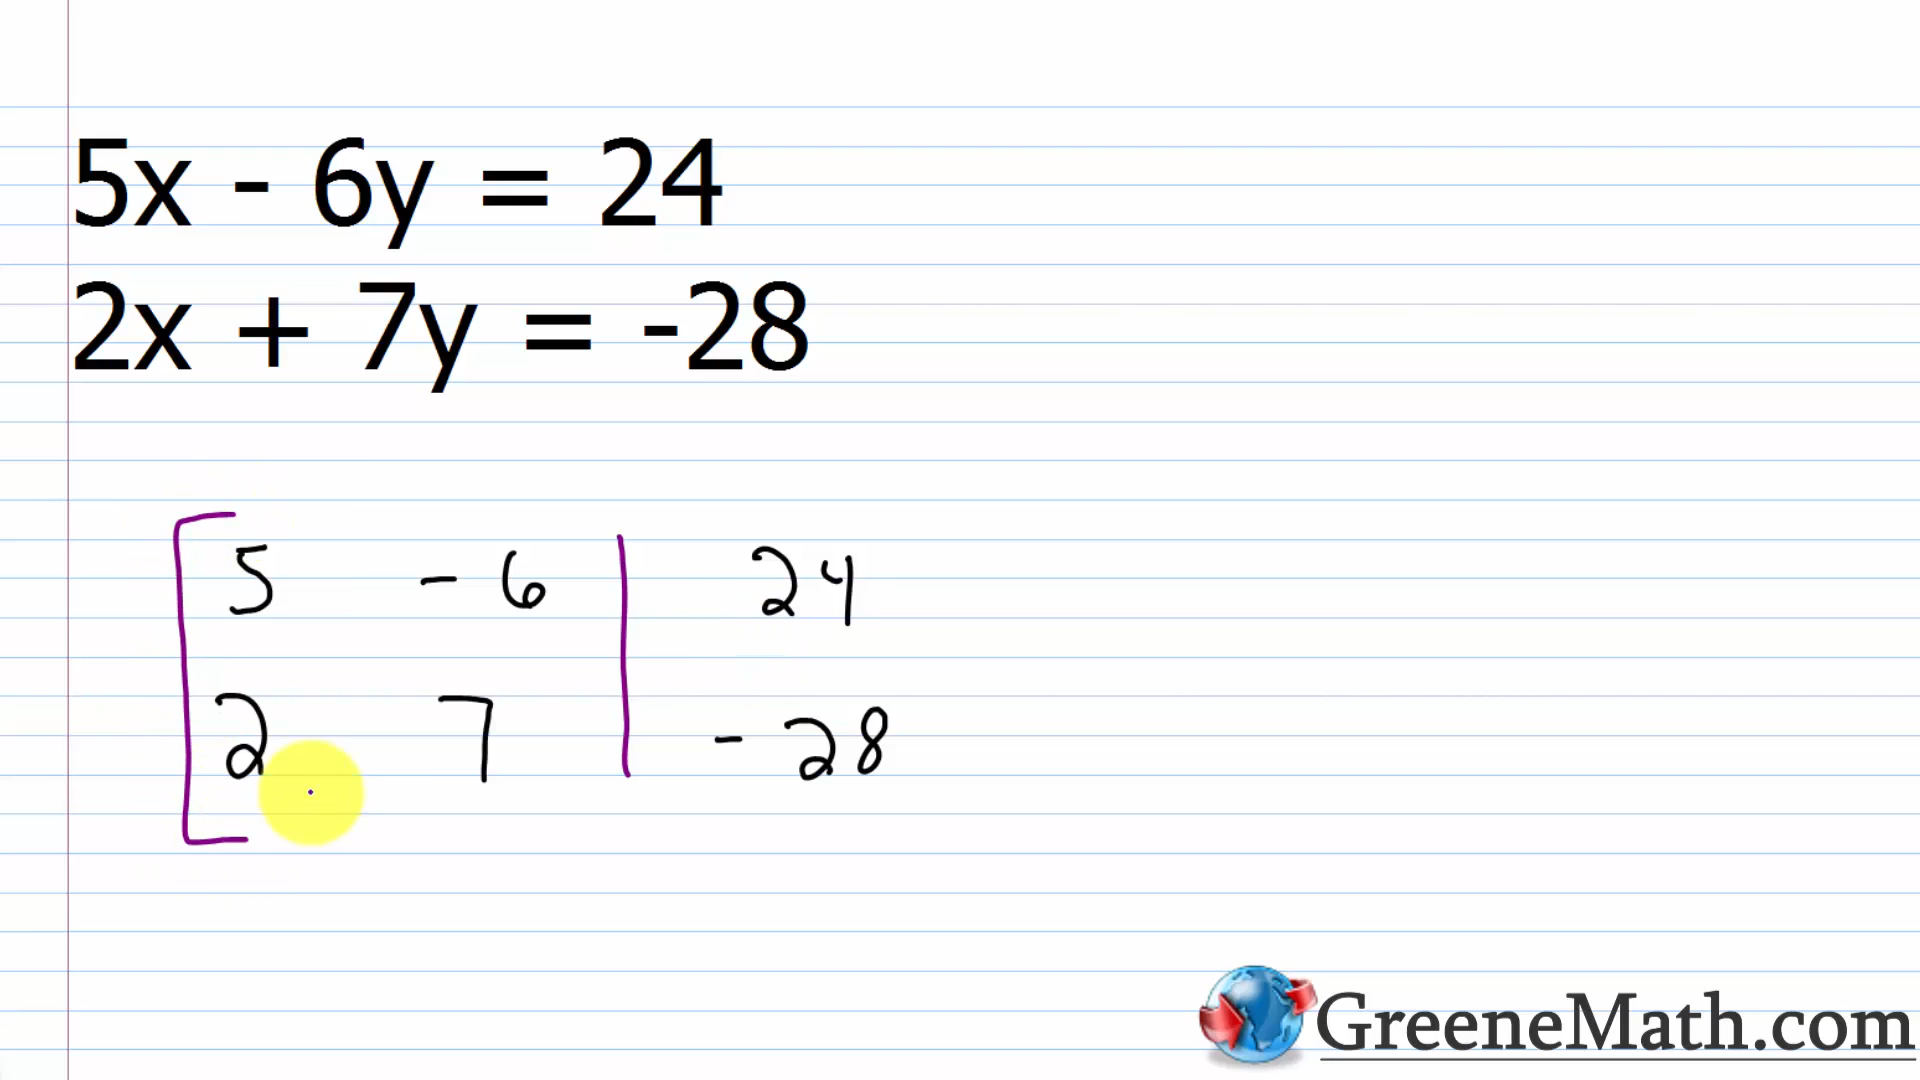 5x - 6y = 24
2x + 7y = -28
5 - 6 | 24
2 7 | - 28
GreeneMath.com